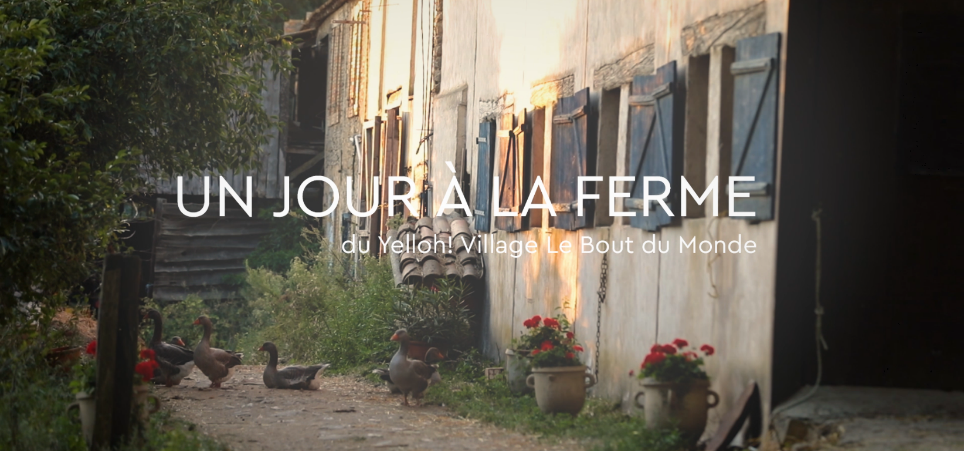 UN JOUR À LA FERME
du Yelloh! Village Le Bout du Monde